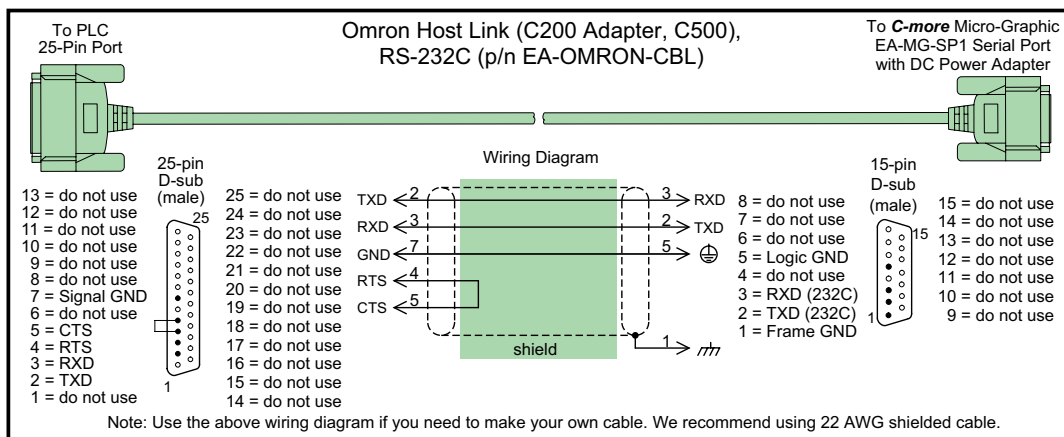 To PLC
25-Pin Port
Omron Host Link (C200 Adapter, C500),
RS-232C (p/n EA-OMRON-CBL)
To C-more Micro-Graphic
EA-MG-SP1 Serial Port
with DC Power Adapter
25-pin
D-sub
(male)
13 = do not use
12 = do not use
11 = do not use
10 = do not use
9 = do not use
8 = do not use
7 = Signal GND
6 = do not use
5 = CTS
4 = RTS
3 = RXD
2 = TXD
1 = do not use
25
1
25 = do not use
24 = do not use
23 = do not use
22 = do not use
21 = do not use
20 = do not use
19 = do not use
18 = do not use
17 = do not use
16 = do not use
15 = do not use
14 = do not use
Wiring Diagram
TXD 2 3 RXD
RXD 3 2 TXD
GND 7 5
RTS 4
CTS 5
shield
1
8 = do not use
7 = do not use
6 = do not use
5 = Logic GND
4 = do not use
3 = RXD (232C)
2 = TXD (232C)
1 = Frame GND
15-pin
D-sub
(male)
15
1
15 = do not use
14 = do not use
13 = do not use
12 = do not use
11 = do not use
10 = do not use
9 = do not use
Note: Use the above wiring diagram if you need to make your own cable. We recommend using 22 AWG shielded cable.